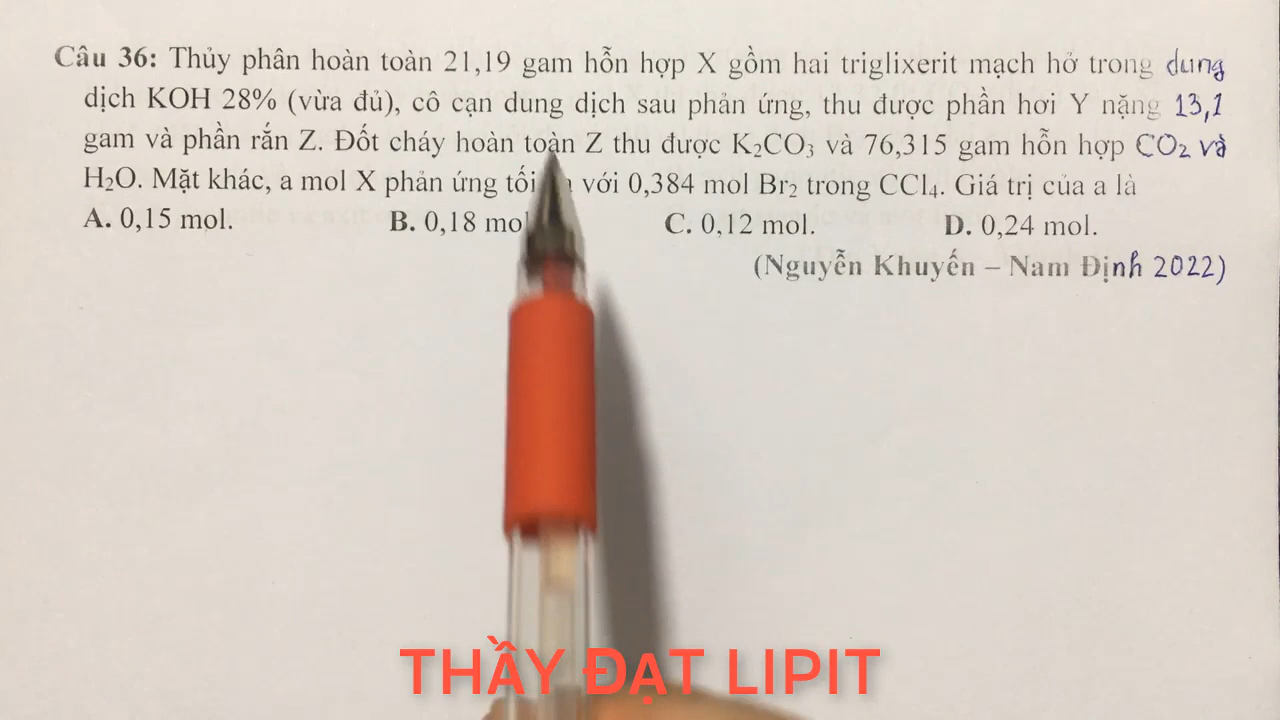 Câu 36: Thủy phân hoàn toàn 21,19 gam hỗn hợp X gồm hai triglixerit mạch hở trong dung
dịch KOH 28% (vừa đủ), cô cạn dung dịch sau phản ứng, thu được phần hơi Y nặng 13,1
gam và phần rắn Z. Đốt cháy hoàn toàn Z thu được K₂CO₃ và 76,315 gam hỗn hợp CO₂ và
H₂O. Mặt khác, a mol X phản ứng tối với 0,384 mol Br₂ trong CCl₄. Giá trị của a là
A. 0,15 mol. B. 0,18 mo C. 0,12 mol. D. 0,24 mol.
(Nguyễn Khuyến – Nam Định 2022)
THẦY ĐẠT LIPIT